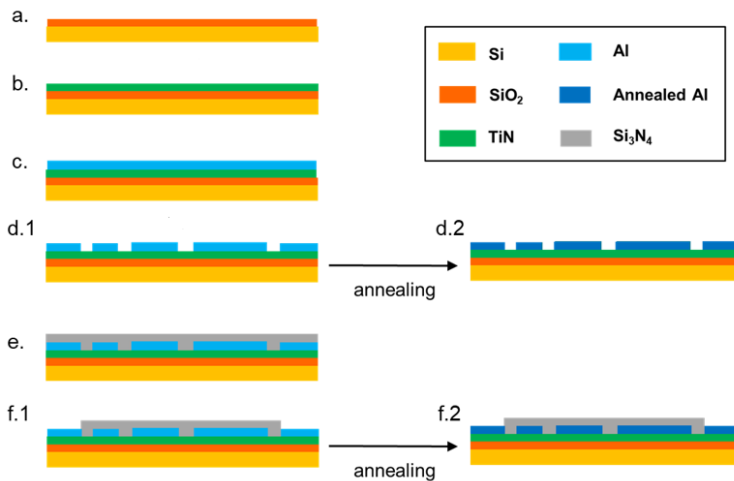 a.
Si
Al
b.
SiO2
Annealed Al
TiN
Si3N4
c.
d.1
d.2
annealing
e.
f.1
f.2
annealing